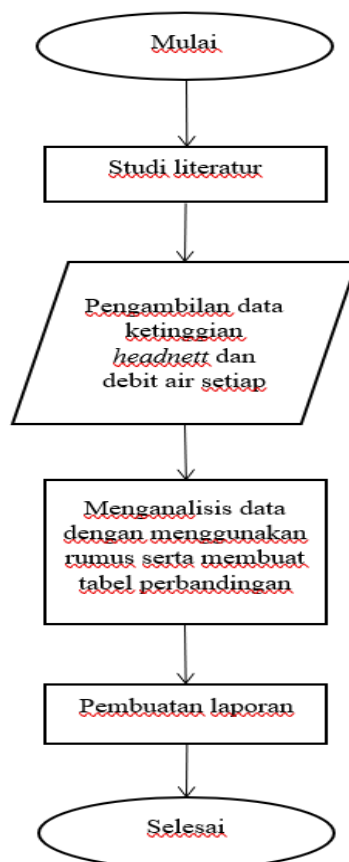 Mulai
Studi literatur
Pengambilan data
ketinggian
headnett dan
debit air setiap
Menganalisis data
dengan menggunakan
rumus serta membuat
tabel perbandingan
Pembuatan laporan
Selesai